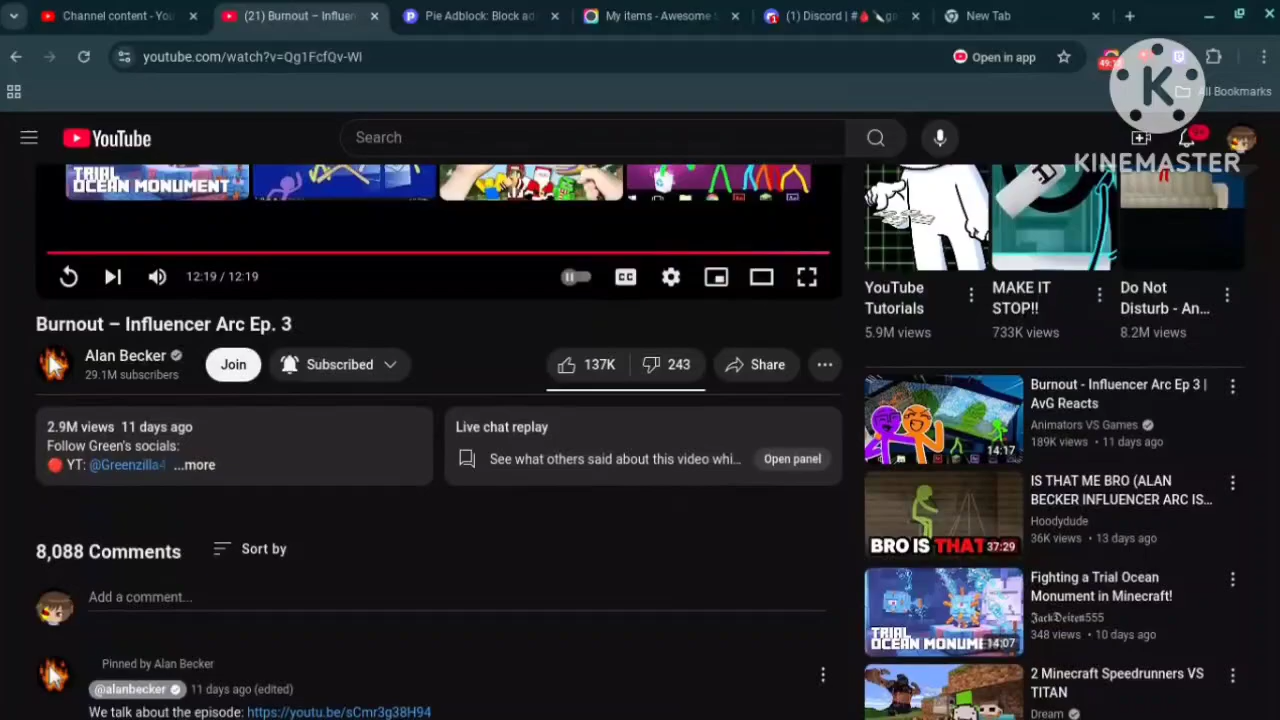 Channel content - You
(21) Burnout – Influen
Pie Adblock: Block ad
My items - Awesome
(1) Discord | #
New Tab
youtube.com/watch?v=Qg1FcfQv-WI
Open in app
All Bookmarks
YouTube
Search
K
KINEMASTER
TRIAL
OCEAN MONUMENT
12:19 / 12:19
CC
Burnout – Influencer Arc Ep. 3
Alan Becker
29.1M subscribers
Join
Subscribed
137K
243
Share
2.9M views 11 days ago
Follow Green's socials:
YT: @Greenzilla4 ...more
Live chat replay
See what others said about this video whi...
Open panel
8,088 Comments
Sort by
Add a comment...
Pinned by Alan Becker
@alanbecker 11 days ago (edited)
We talk about the episode: https://youtu.be/sCmr3g38H94
YouTube
Tutorials
5.9M views
MAKE IT
STOP!!
733K views
Do Not
Disturb - An...
8.2M views
Burnout - Influencer Arc Ep 3 |
AvG Reacts
Animators VS Games
189K views • 11 days ago
14:17
IS THAT ME BRO (ALAN
BECKER INFLUENCER ARC IS...
Hoodydude
36K views • 13 days ago
BRO IS THAT
37:29
Fighting a Trial Ocean
Monument in Minecraft!
𝕵𝖆𝖈𝖐𝕯𝖊𝖎𝖙𝖊𝖓555
348 views • 10 days ago
TRIAL
OCEAN MONUM
14:07
2 Minecraft Speedrunners VS
TITAN
Dream